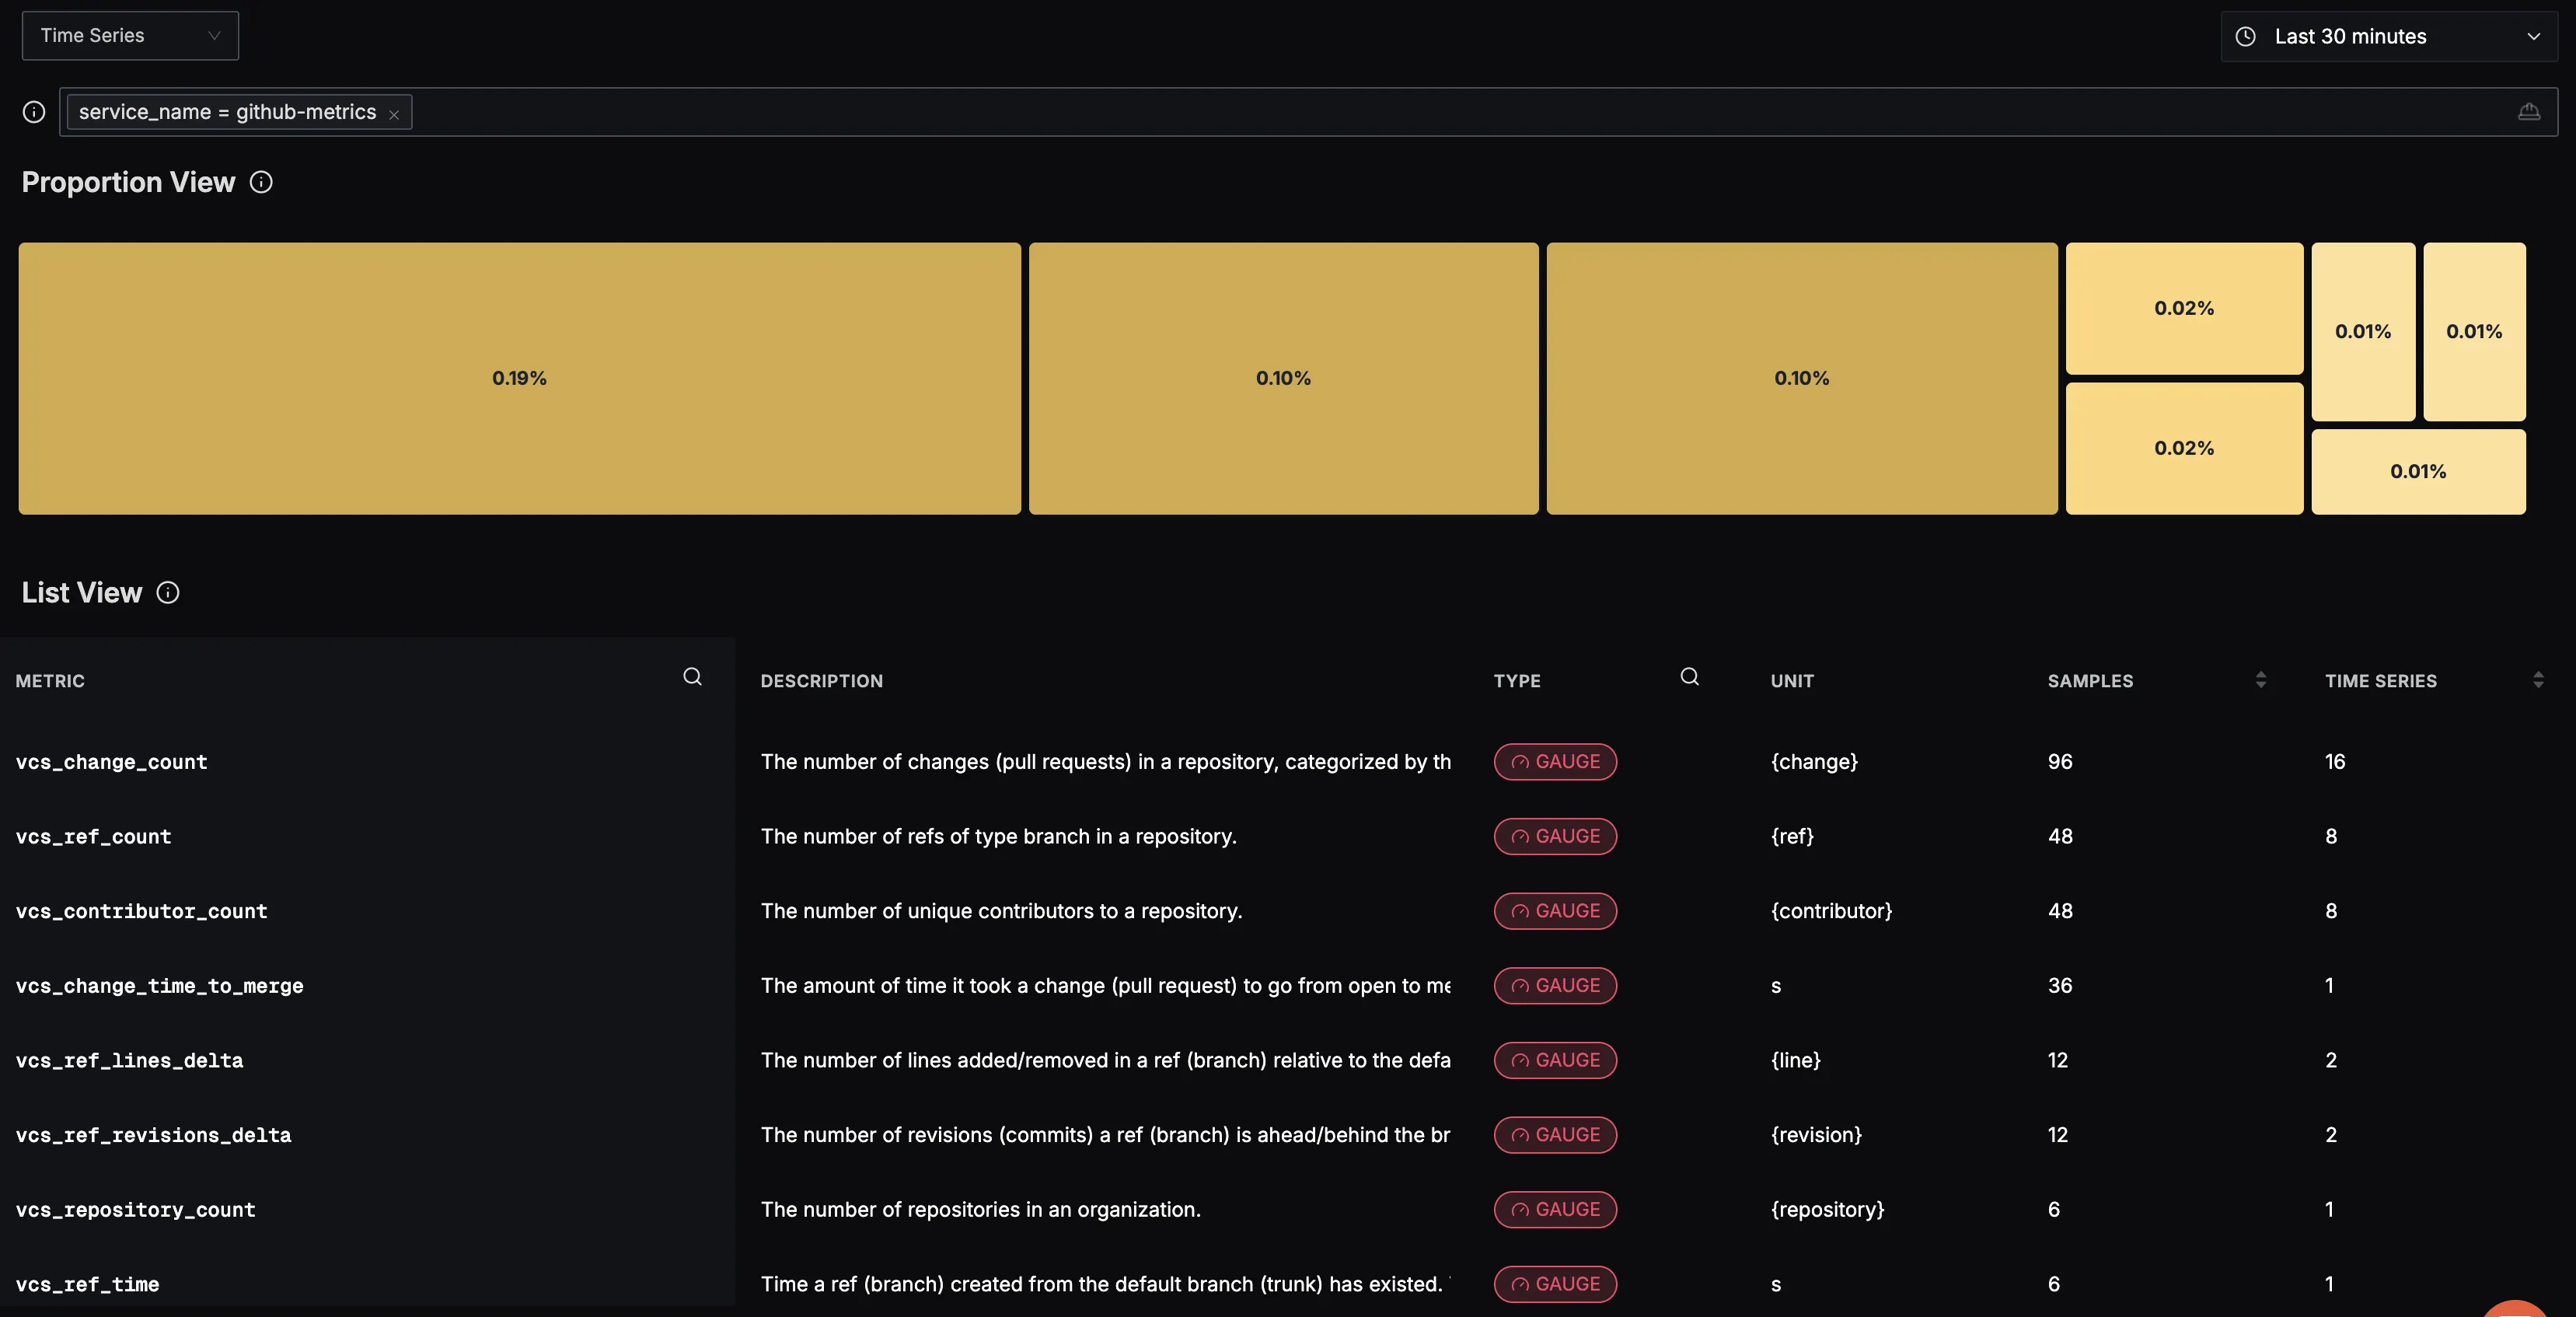 Time Series
Last 30 minutes
service_name = github-metrics
Proportion View
0.19%
0.10%
0.10%
0.02%
0.02%
0.01%
0.01%
0.01%
List View
METRIC DESCRIPTION TYPE UNIT SAMPLES TIME SERIES
vcs_change_count The number of changes (pull requests) in a repository, categorized by th GAUGE {change} 96 16
vcs_ref_count The number of refs of type branch in a repository. GAUGE {ref} 48 8
vcs_contributor_count The number of unique contributors to a repository. GAUGE {contributor} 48 8
vcs_change_time_to_merge The amount of time it took a change (pull request) to go from open to me GAUGE s 36 1
vcs_ref_lines_delta The number of lines added/removed in a ref (branch) relative to the defa GAUGE {line} 12 2
vcs_ref_revisions_delta The number of revisions (commits) a ref (branch) is ahead/behind the br GAUGE {revision} 12 2
vcs_repository_count The number of repositories in an organization. GAUGE {repository} 6 1
vcs_ref_time Time a ref (branch) created from the default branch (trunk) has existed. GAUGE s 6 1